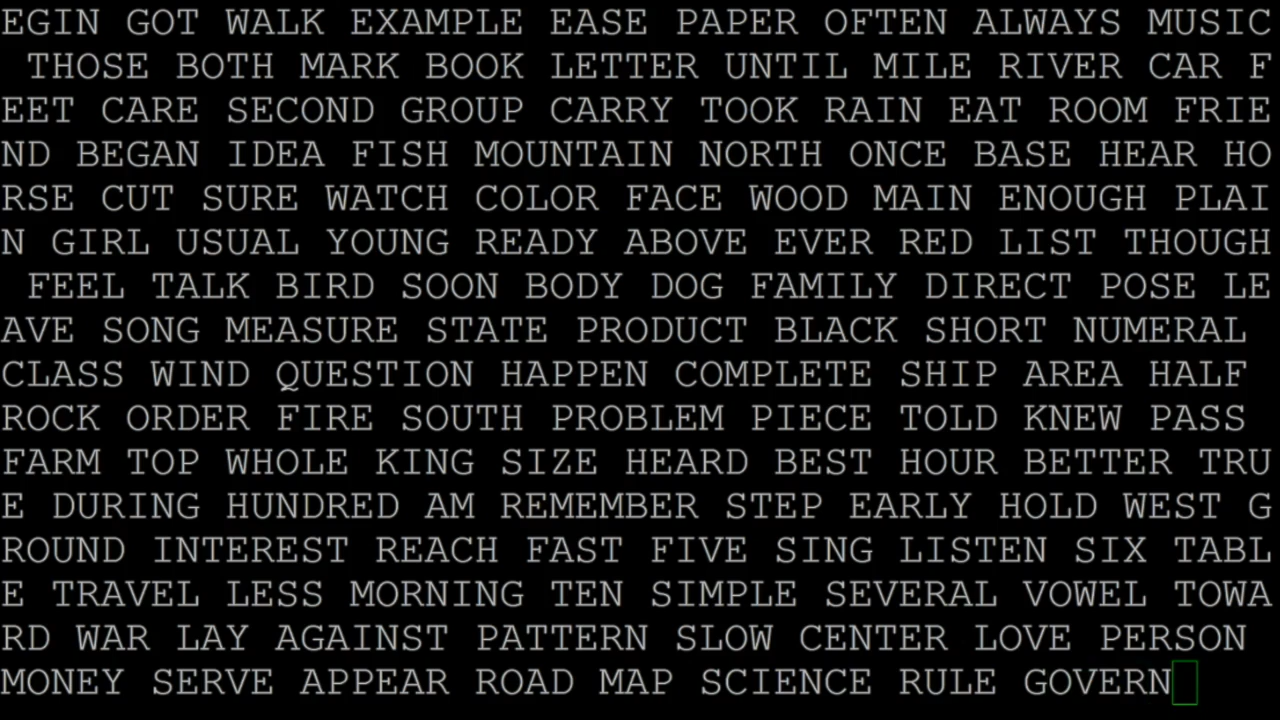 EGIN GOT WALK EXAMPLE EASE PAPER OFTEN ALWAYS MUSIC
THOSE BOTH MARK BOOK LETTER UNTIL MILE RIVER CAR F
EET CARE SECOND GROUP CARRY TOOK RAIN EAT ROOM FRIE
ND BEGAN IDEA FISH MOUNTAIN NORTH ONCE BASE HEAR HO
RSE CUT SURE WATCH COLOR FACE WOOD MAIN ENOUGH PLAI
N GIRL USUAL YOUNG READY ABOVE EVER RED LIST THOUGH
FEEL TALK BIRD SOON BODY DOG FAMILY DIRECT POSE LE
AVE SONG MEASURE STATE PRODUCT BLACK SHORT NUMERAL
CLASS WIND QUESTION HAPPEN COMPLETE SHIP AREA HALF
ROCK ORDER FIRE SOUTH PROBLEM PIECE TOLD KNEW PASS
FARM TOP WHOLE KING SIZE HEARD BEST HOUR BETTER TRU
E DURING HUNDRED AM REMEMBER STEP EARLY HOLD WEST G
ROUND INTEREST REACH FAST FIVE SING LISTEN SIX TABL
E TRAVEL LESS MORNING TEN SIMPLE SEVERAL VOWEL TOWA
RD WAR LAY AGAINST PATTERN SLOW CENTER LOVE PERSON
MONEY SERVE APPEAR ROAD MAP SCIENCE RULE GOVERN